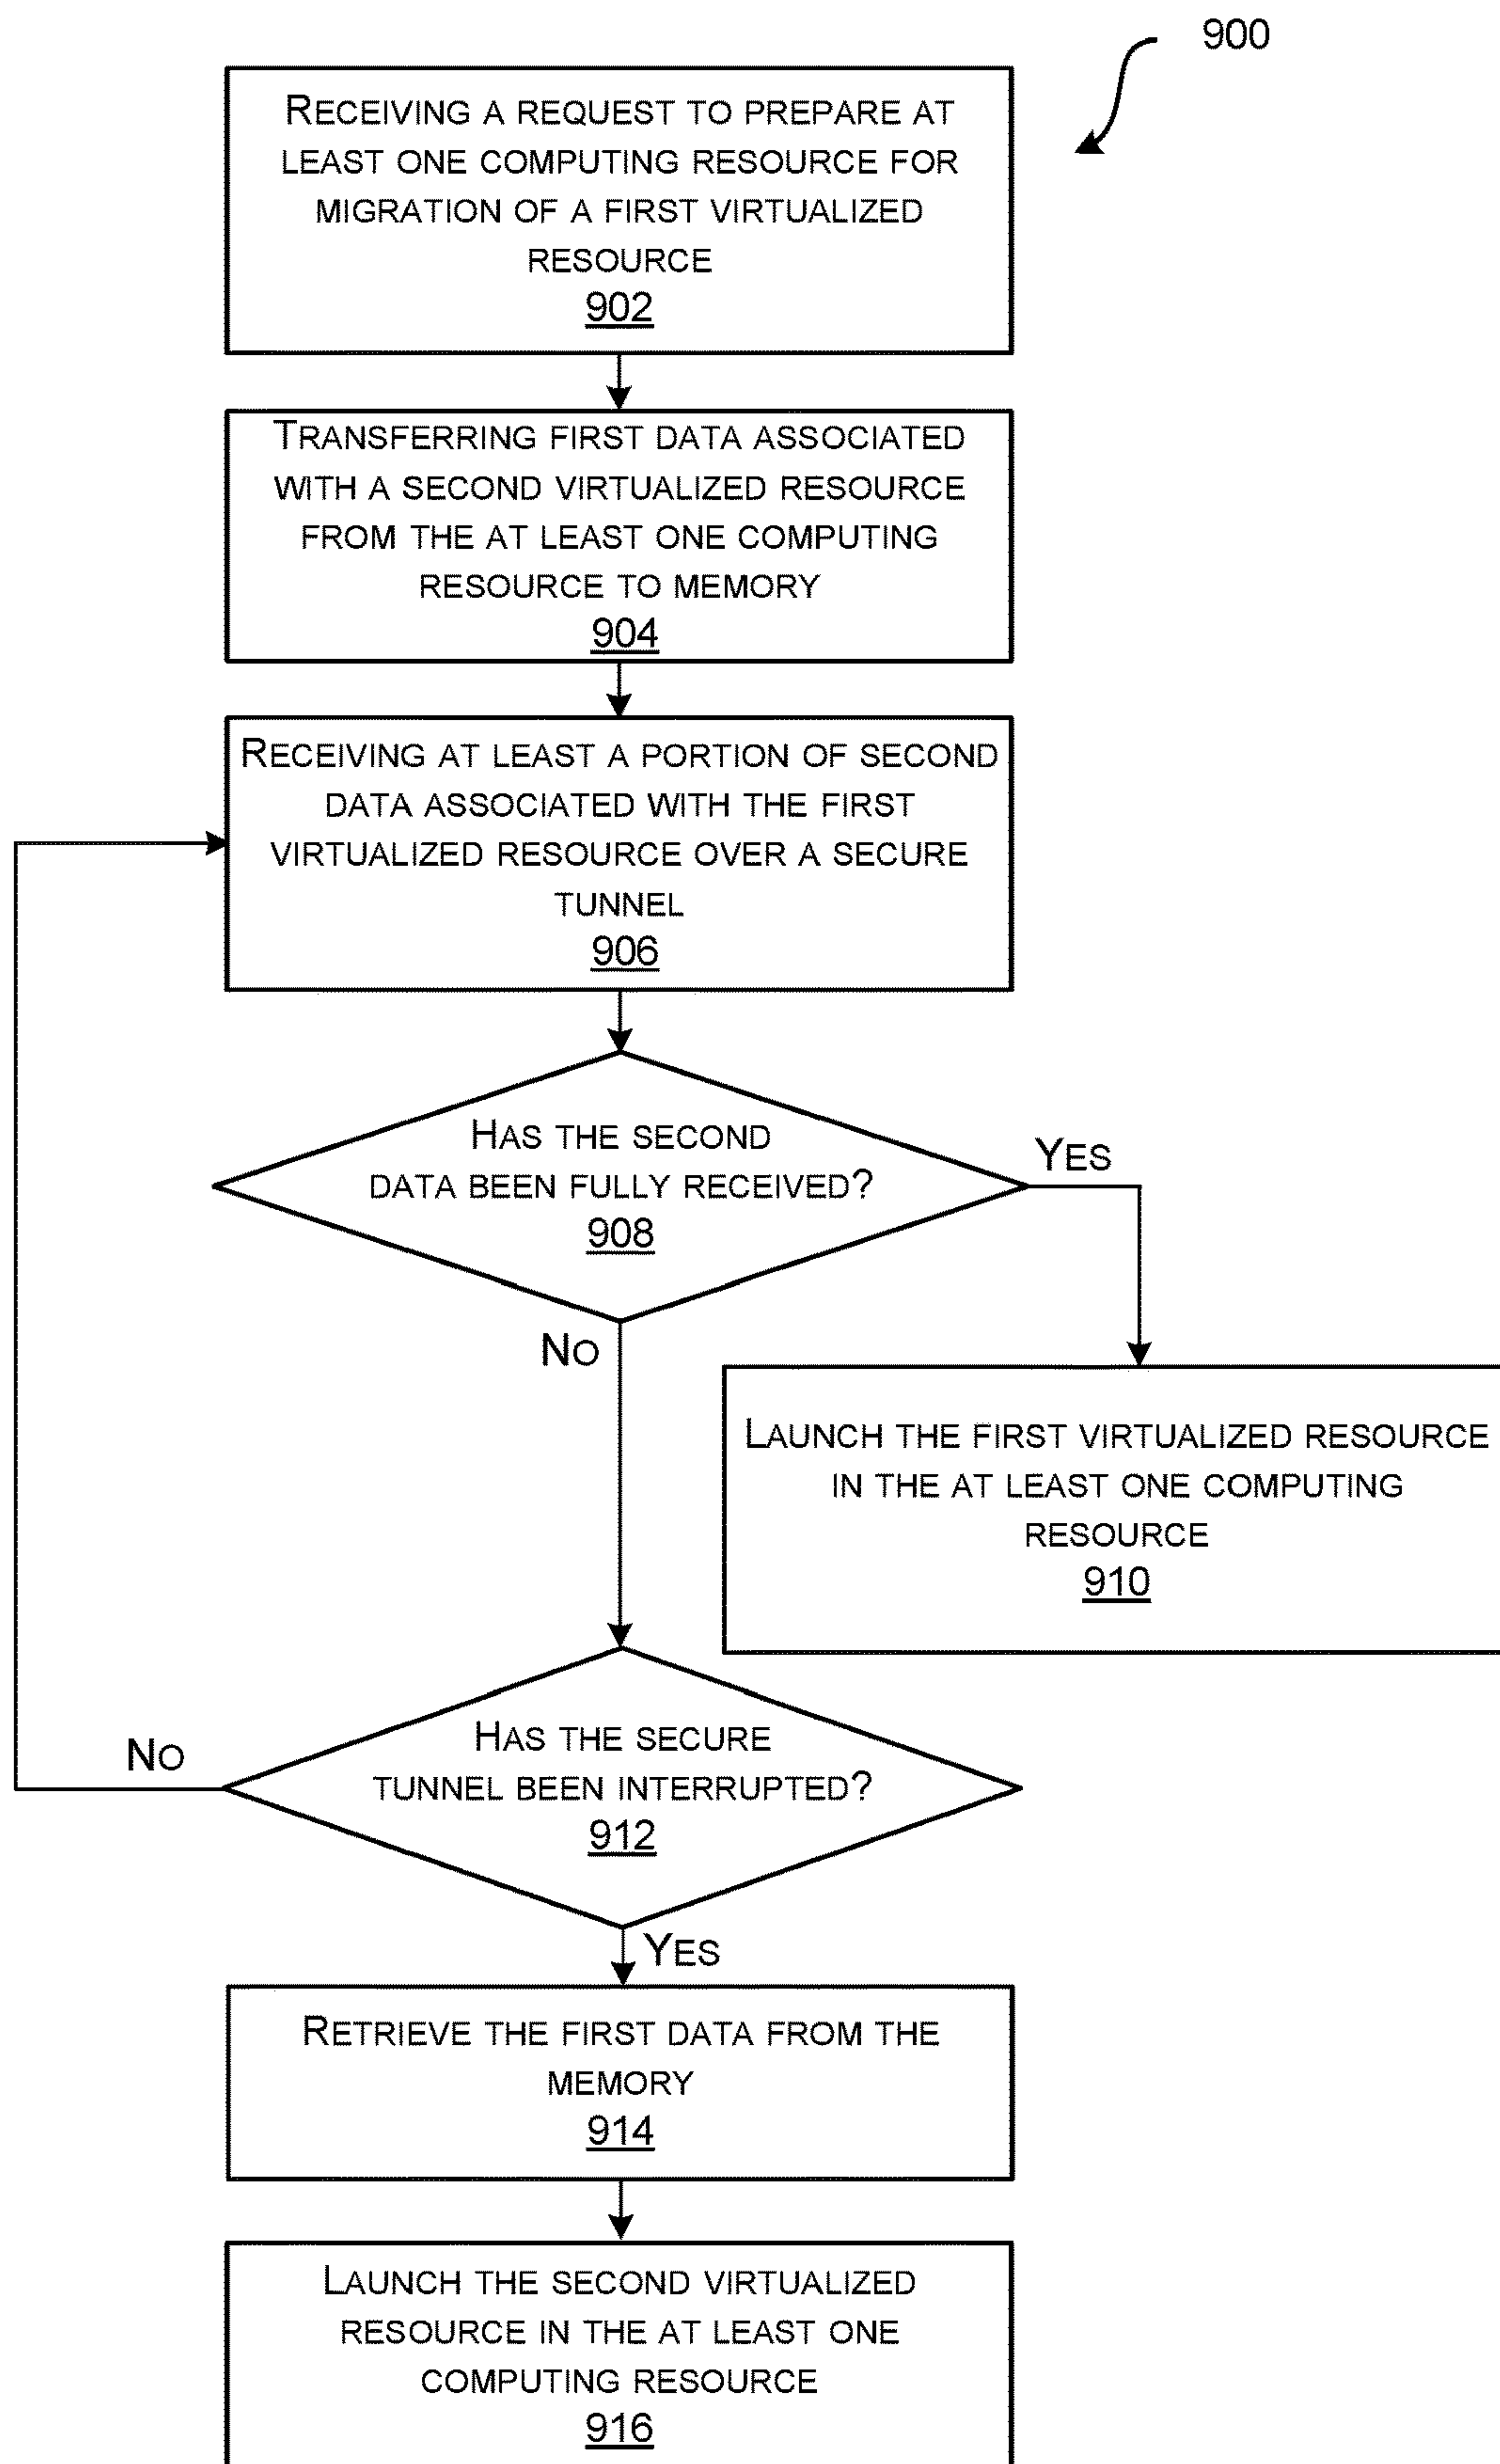 900
RECEIVING A REQUEST TO PREPARE AT
LEAST ONE COMPUTING RESOURCE FOR
MIGRATION OF A FIRST VIRTUALIZED
RESOURCE
902
TRANSFERRING FIRST DATA ASSOCIATED
WITH A SECOND VIRTUALIZED RESOURCE
FROM THE AT LEAST ONE COMPUTING
RESOURCE TO MEMORY
904
RECEIVING AT LEAST A PORTION OF SECOND
DATA ASSOCIATED WITH THE FIRST
VIRTUALIZED RESOURCE OVER A SECURE
TUNNEL
906
HAS THE SECOND
DATA BEEN FULLY RECEIVED?
908
YES
NO
LAUNCH THE FIRST VIRTUALIZED RESOURCE
IN THE AT LEAST ONE COMPUTING
RESOURCE
910
HAS THE SECURE
TUNNEL BEEN INTERRUPTED?
912
NO
YES
RETRIEVE THE FIRST DATA FROM THE
MEMORY
914
LAUNCH THE SECOND VIRTUALIZED
RESOURCE IN THE AT LEAST ONE
COMPUTING RESOURCE
916